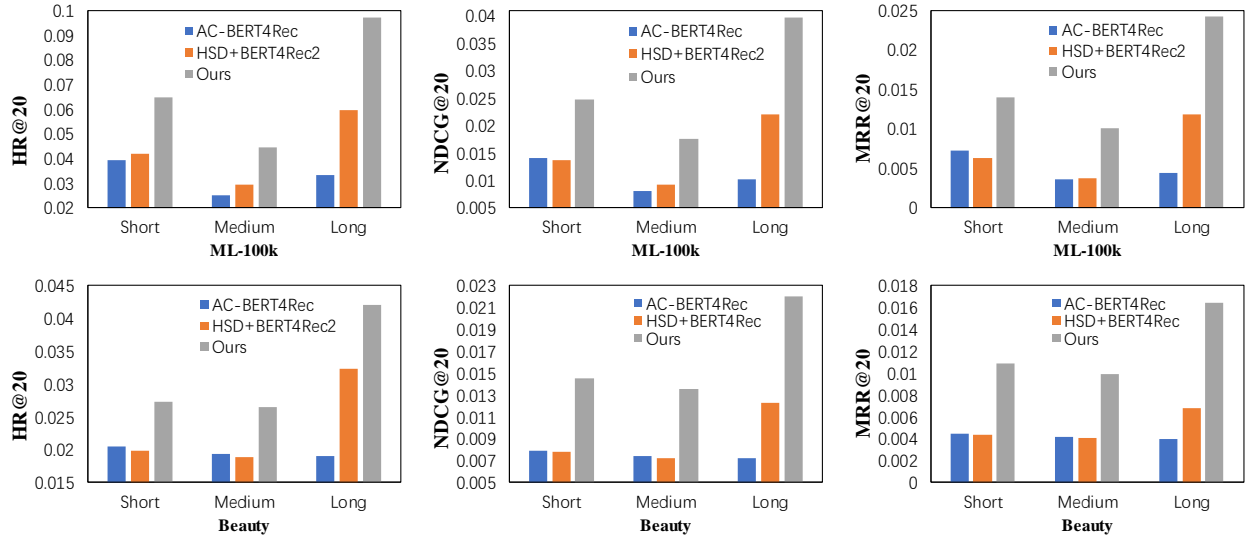 HR@20
0.1
0.09
0.08
0.07
0.06
0.05
0.04
0.03
0.02
AC-BERT4Rec
HSD+BERT4Rec2
Ours
Short Medium Long
ML-100k
NDCG@20
0.04
0.035
0.03
0.025
0.02
0.015
0.01
0.005
AC-BERT4Rec
HSD+BERT4Rec2
Ours
Short Medium Long
ML-100k
MRR@20
0.025
0.02
0.015
0.01
0.005
0
AC-BERT4Rec
HSD+BERT4Rec2
Ours
Short Medium Long
ML-100k
HR@20
0.045
0.04
0.035
0.03
0.025
0.02
0.015
AC-BERT4Rec
HSD+BERT4Rec2
Ours
Short Medium Long
Beauty
NDCG@20
0.023
0.021
0.019
0.017
0.015
0.013
0.011
0.009
0.007
0.005
AC-BERT4Rec
HSD+BERT4Rec
Ours
Short Medium Long
Beauty
MRR@20
0.018
0.016
0.014
0.012
0.01
0.008
0.006
0.004
0.002
0
AC-BERT4Rec
HSD+BERT4Rec
Ours
Short Medium Long
Beauty